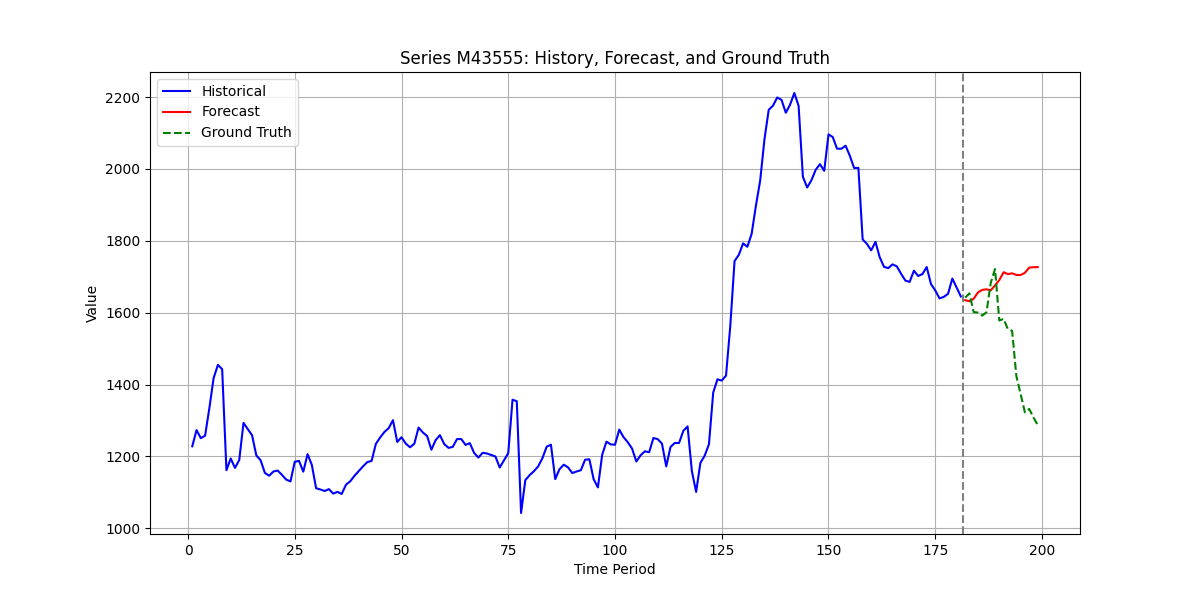 Series M43555: History, Forecast, and Ground Truth
Historical
Forecast
Ground Truth
2200
2000
1800
1600
1400
1200
1000
Value
0 25 50 75 100 125 150 175 200
Time Period